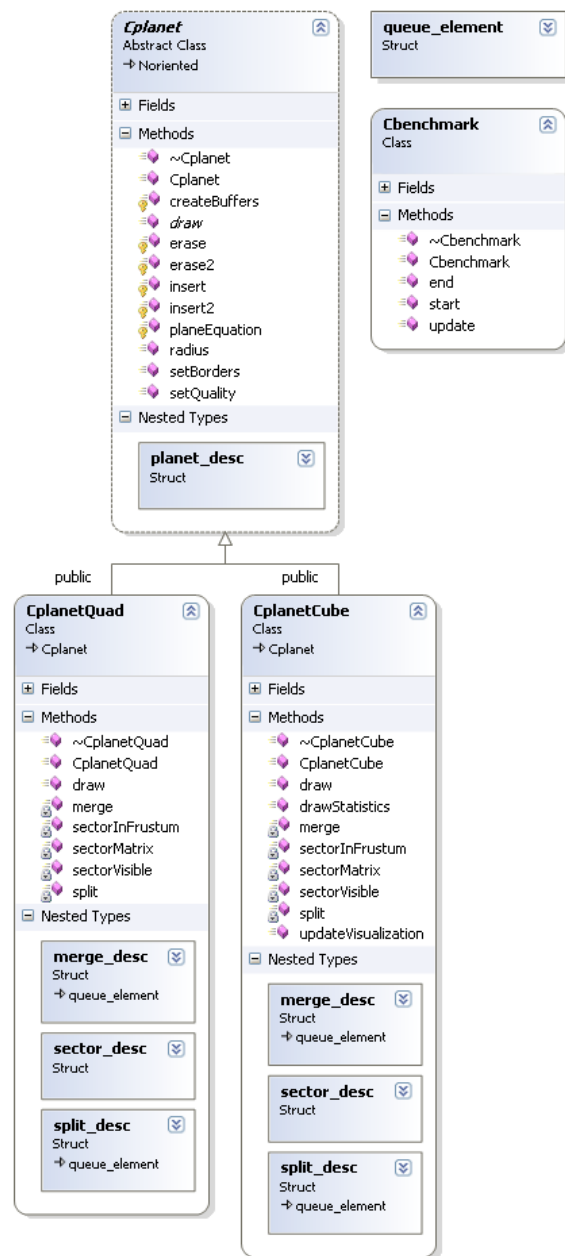 Cplanet
Abstract Class
Noriented
Fields
Methods
~Cplanet
Cplanet
createBuffers
draw
erase
erase2
insert
insert2
planeEquation
radius
setBorders
setQuality
Nested Types
planet_desc
Struct
queue_element
Struct
Cbenchmark
Class
Fields
Methods
~Cbenchmark
Cbenchmark
end
start
update
public
public
CplanetQuad
Class
Cplanet
Fields
Methods
~CplanetQuad
CplanetQuad
draw
merge
sectorInFrustum
sectorMatrix
sectorVisible
split
Nested Types
merge_desc
Struct
queue_element
sector_desc
Struct
split_desc
Struct
queue_element
CplanetCube
Class
Cplanet
Fields
Methods
~CplanetCube
CplanetCube
draw
drawStatistics
merge
sectorInFrustum
sectorMatrix
sectorVisible
split
updateVisualization
Nested Types
merge_desc
Struct
queue_element
sector_desc
Struct
split_desc
Struct
queue_element